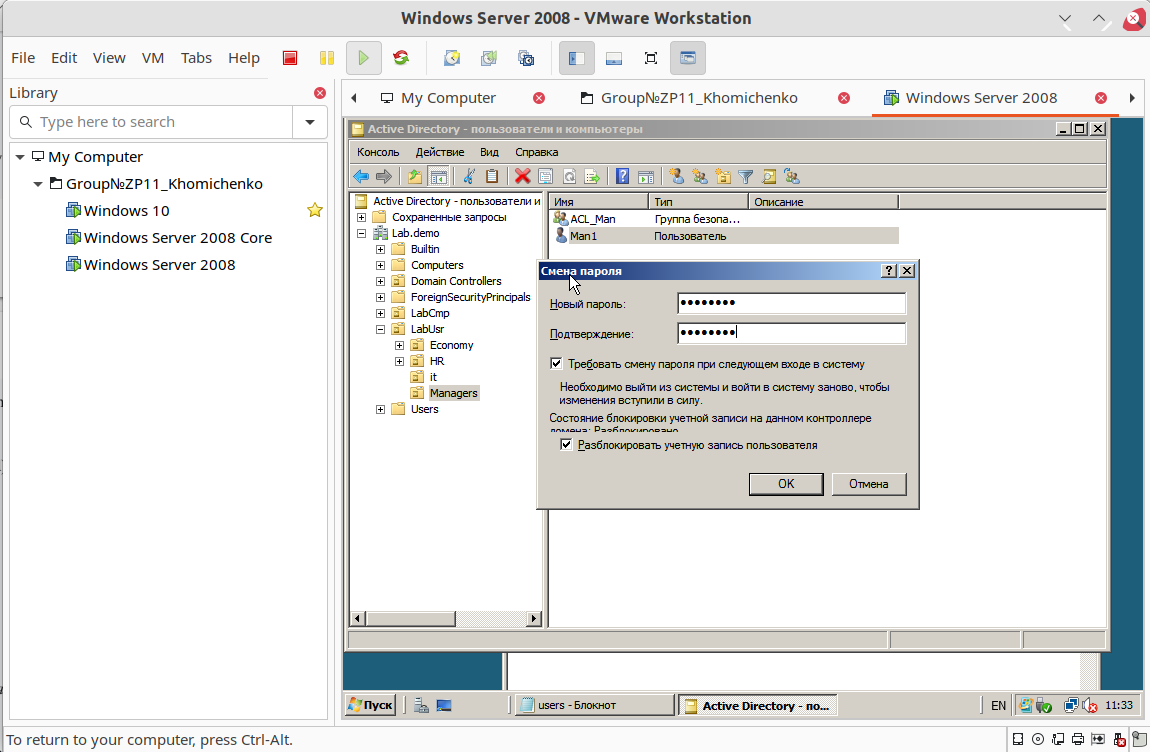 Windows Server 2008 - VMware Workstation
File Edit View VM Tabs Help
Library
Type here to search
My Computer
Group№ZP11_Khomichenko
Windows 10
Windows Server 2008 Core
Windows Server 2008
My Computer Group№ZP11_Khomichenko Windows Server 2008
Active Directory - пользователи и компьютеры
Консоль Действие Вид Справка
Active Directory - пользователи и
Сохраненные запросы
Lab.demo
Builtin
Computers
Domain Controllers
ForeignSecurityPrincipals
LabCmp
LabUsr
Economy
HR
it
Managers
Users
Имя Тип Описание
ACL_Man Группа безопа...
Man1 Пользователь
Смена пароля
Новый пароль: ••••••••
Подтверждение: ••••••••
Требовать смену пароля при следующем входе в систему
Необходимо выйти из системы и войти в систему заново, чтобы
изменения вступили в силу.
Состояние блокировки учетной записи на данном контроллере
домена: Разблокировано
Разблокировать учетную запись пользователя
OK Отмена
Пуск users - Блокнот Active Directory - по... EN 11:33
To return to your computer, press Ctrl-Alt.